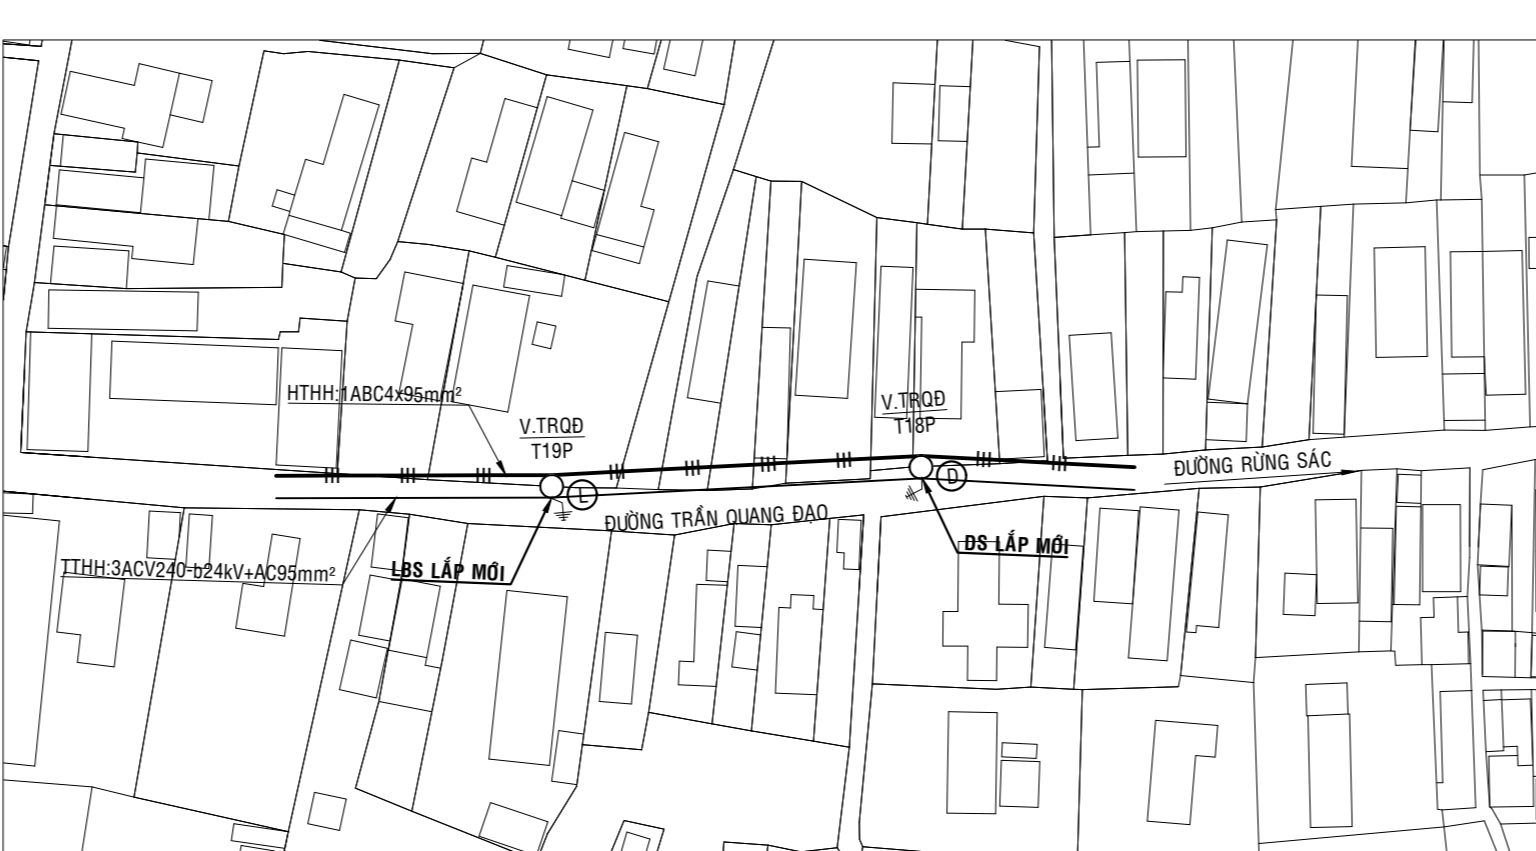 HTHH:1ABC4x95mm²
V.TRQĐ
T19P
V.TRQĐ
T18P
ĐƯỜNG RỪNG SÁC
L
D
ĐƯỜNG TRẦN QUANG ĐẠO
DS LẮP MỚI
TTHH:3ACV240-b24kV+AC95mm²
LBS LẮP MỚI